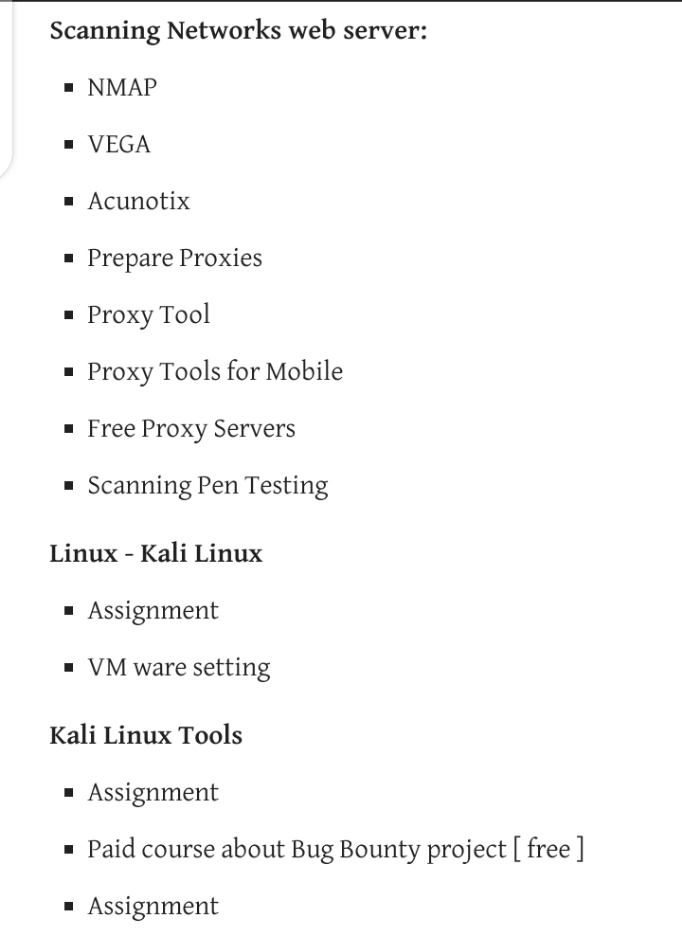 Scanning Networks web server:
▪ NMAP
▪ VEGA
▪ Acunotix
▪ Prepare Proxies
▪ Proxy Tool
▪ Proxy Tools for Mobile
▪ Free Proxy Servers
▪ Scanning Pen Testing
Linux - Kali Linux
▪ Assignment
▪ VM ware setting
Kali Linux Tools
▪ Assignment
▪ Paid course about Bug Bounty project [ free ]
▪ Assignment